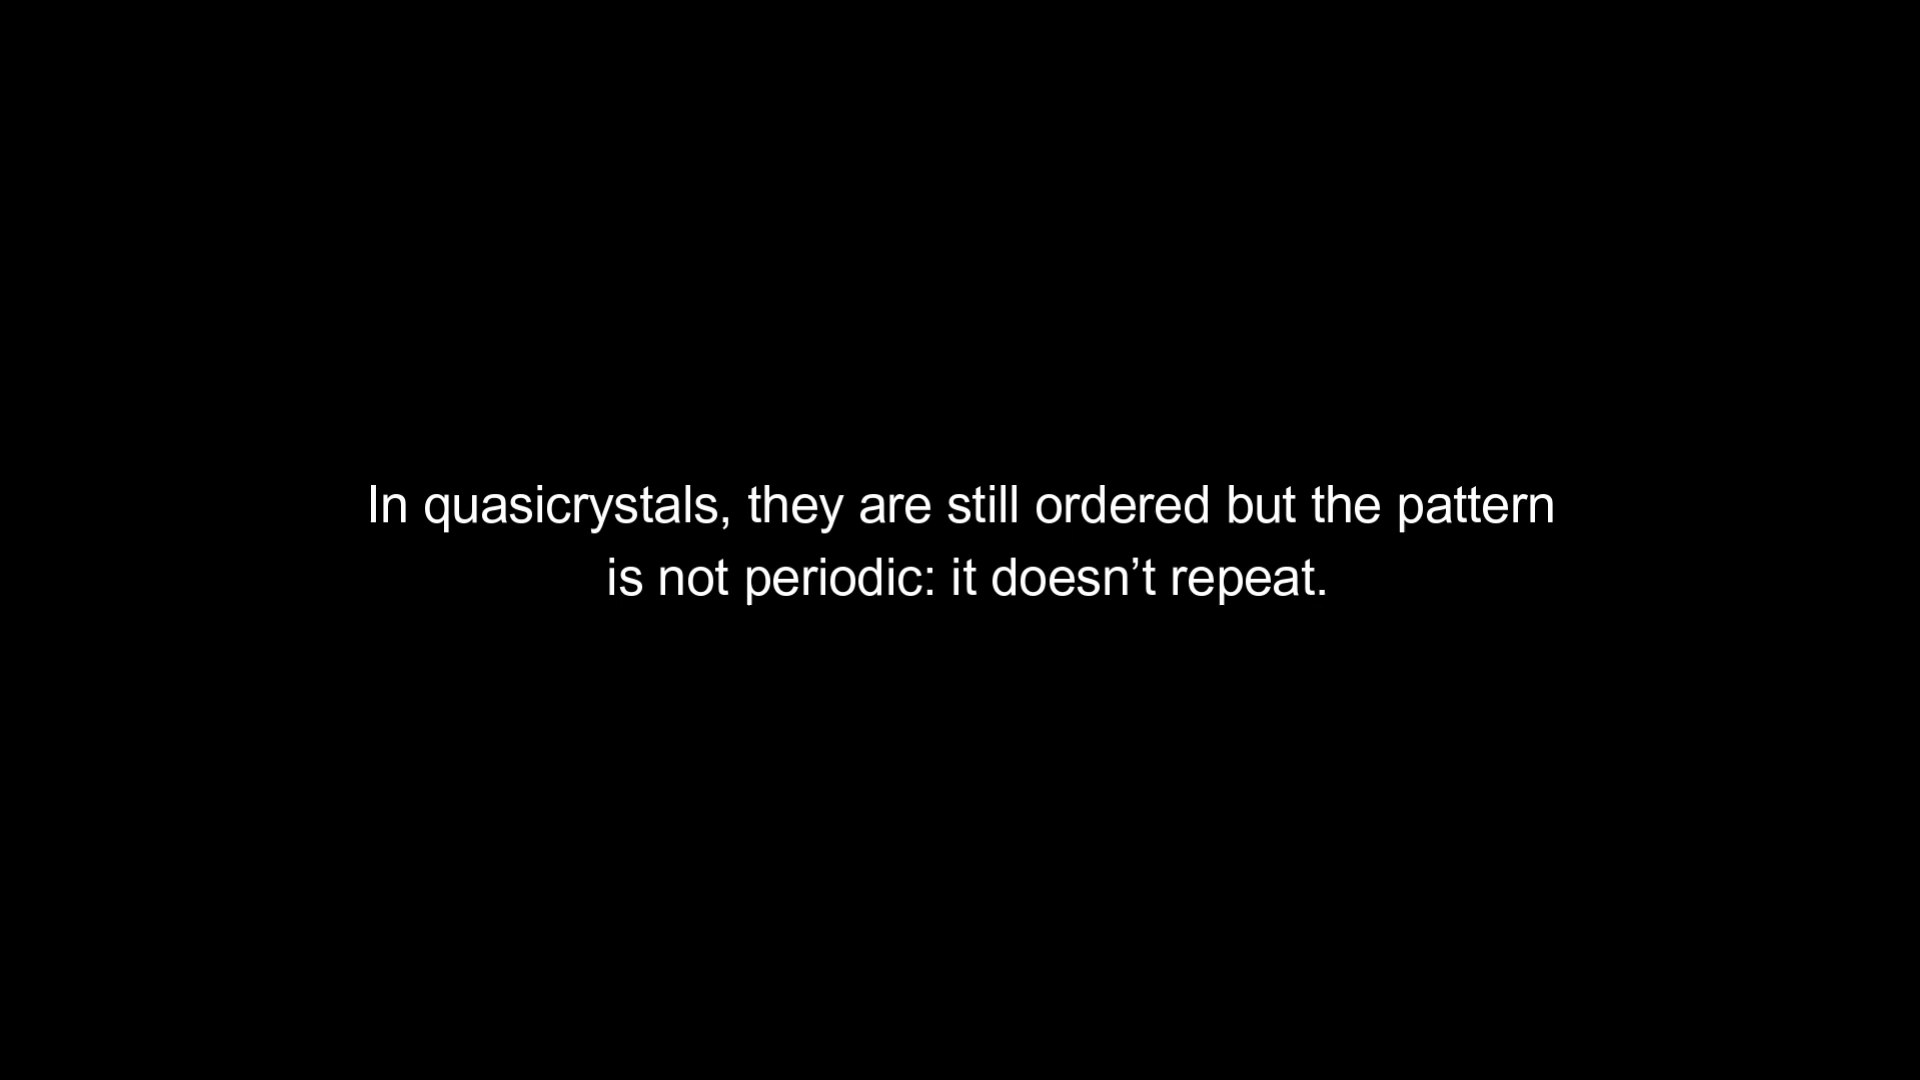 In quasicrystals, they are still ordered but the pattern
is not periodic: it doesn’t repeat.